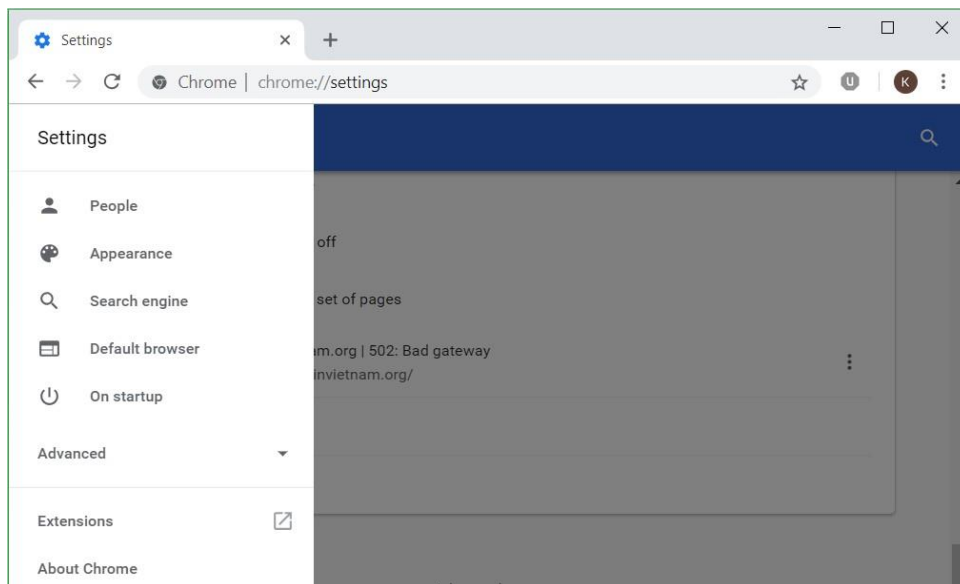 Settings
Chrome | chrome://settings
K
Settings
People
Appearance
Search engine
Default browser
On startup
Advanced
Extensions
About Chrome
off
set of pages
am.org | 502: Bad gateway
invietnam.org/